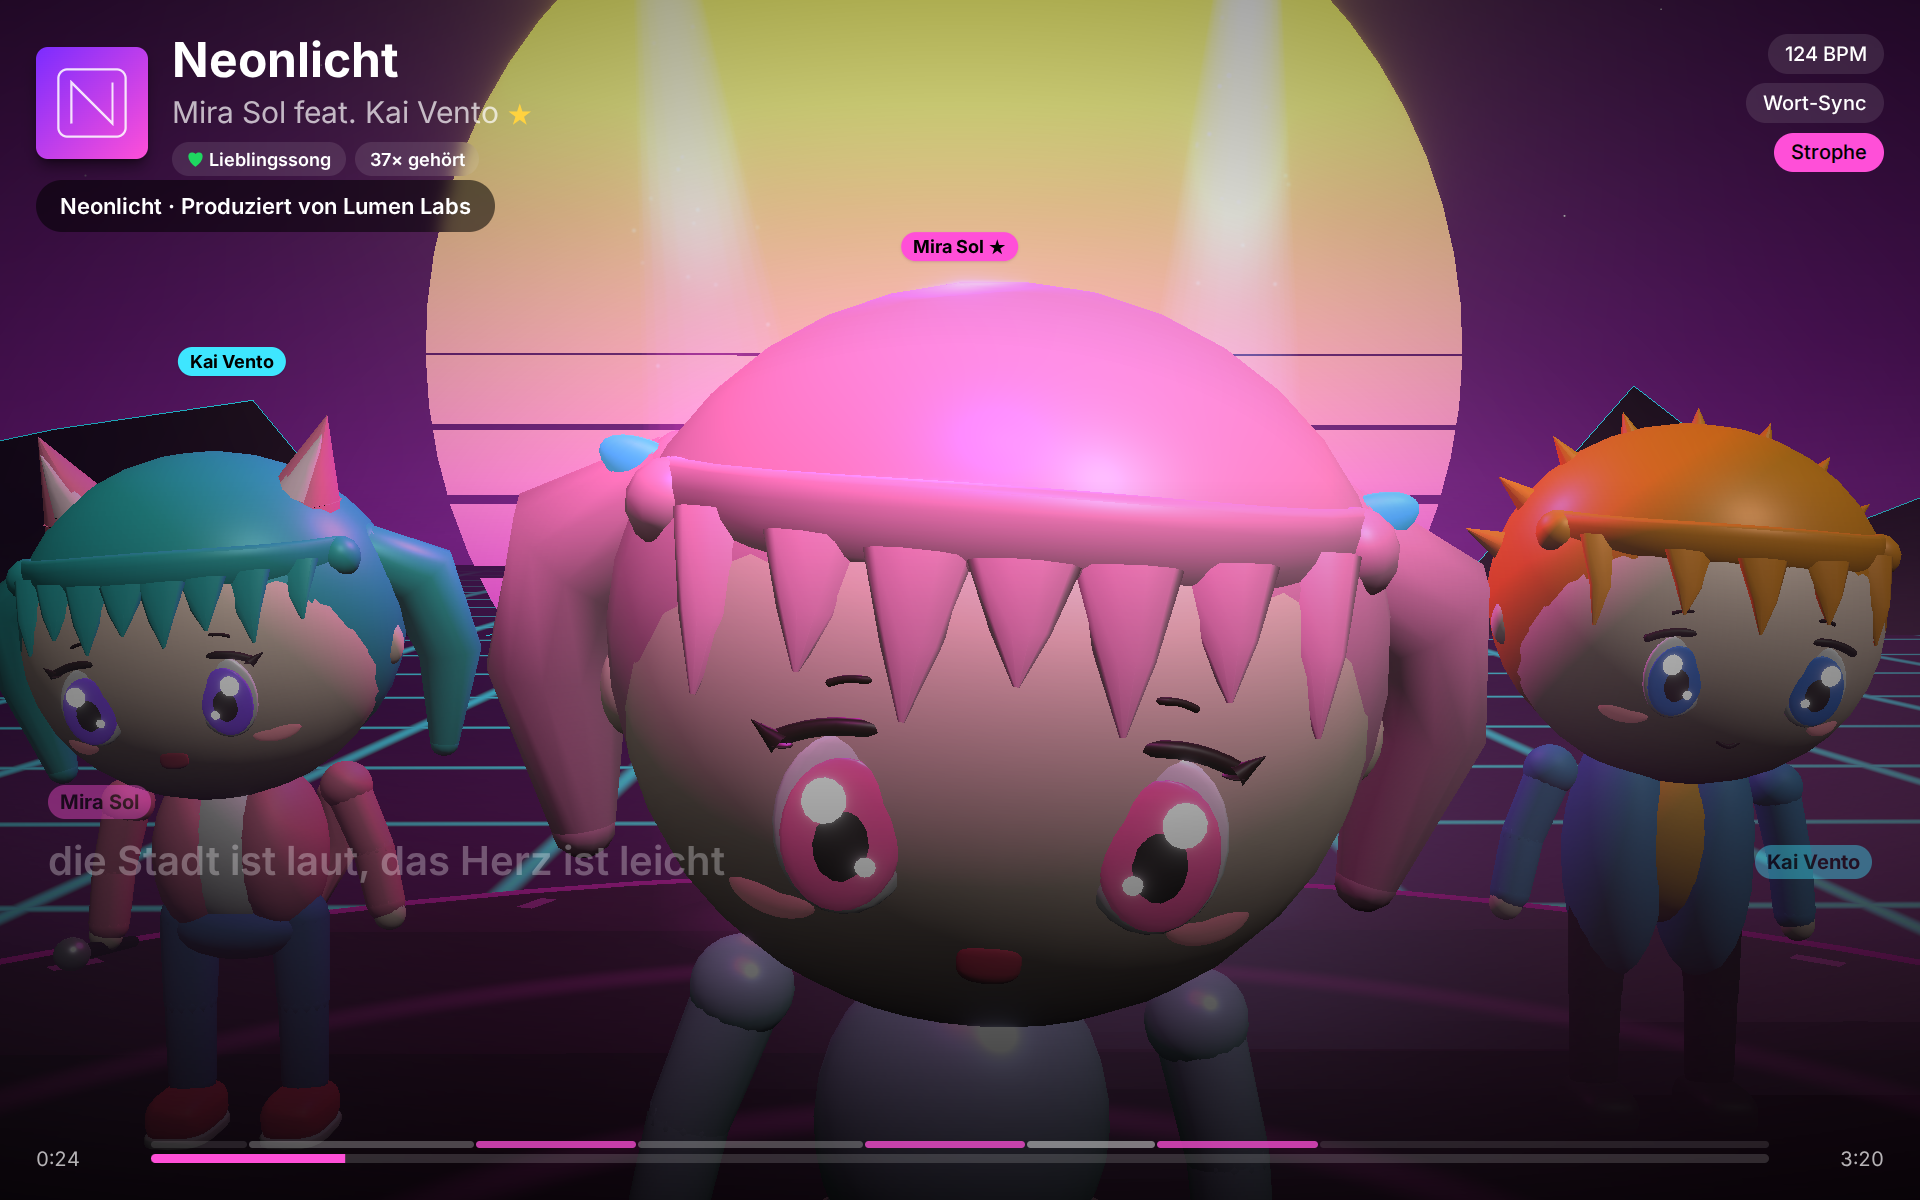 N
Neonlicht
Mira Sol feat. Kai Vento ★
Lieblingssong
37× gehört
Neonlicht · Produziert von Lumen Labs
124 BPM
Wort-Sync
Strophe
Mira Sol ★
Kai Vento
Mira Sol
die Stadt ist laut, das Herz ist leicht
Kai Vento
0:24
3:20